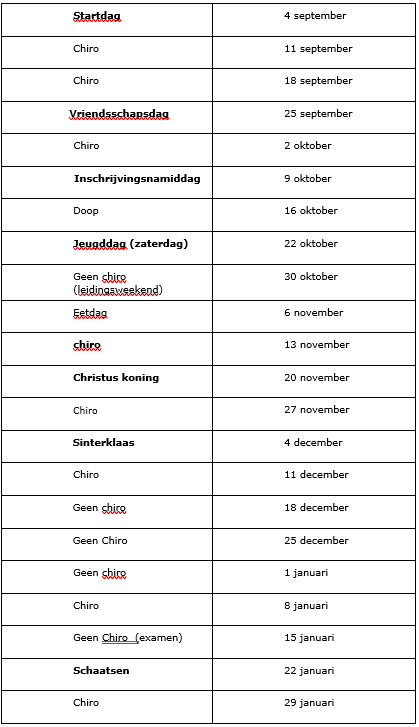 Startdag 4 september
Chiro 11 september
Chiro 18 september
Vriendsschapsdag 25 september
Chiro 2 oktober
Inschrijvingsnamiddag 9 oktober
Doop 16 oktober
Jeugddag (zaterdag) 22 oktober
Geen chiro 30 oktober
(leidingsweekend)
Eetdag 6 november
chiro 13 november
Christus koning 20 november
Chiro 27 november
Sinterklaas 4 december
Chiro 11 december
Geen chiro 18 december
Geen Chiro 25 december
Geen chiro 1 januari
Chiro 8 januari
Geen Chiro (examen) 15 januari
Schaatsen 22 januari
Chiro 29 januari